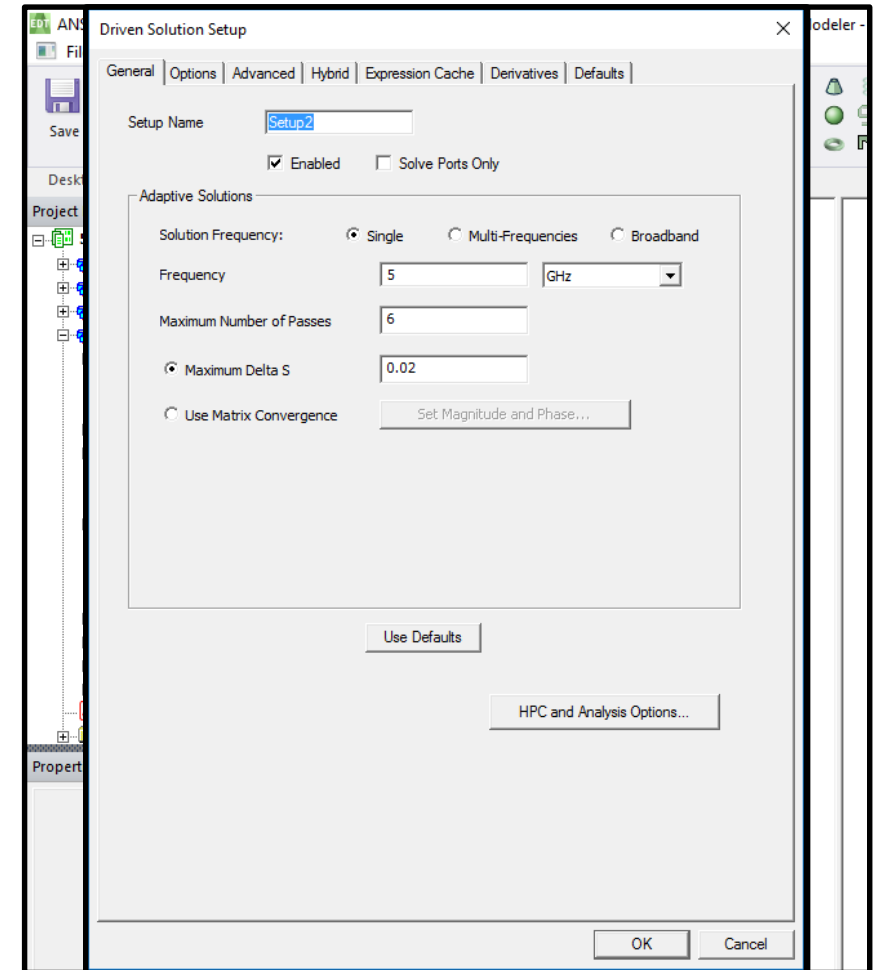 EDT ANS
odeler -
Driven Solution Setup
Fil
General Options Advanced Hybrid Expression Cache Derivatives Defaults
Save
Setup Name Setup2
Enabled Solve Ports Only
Deskt
Adaptive Solutions
Project
Solution Frequency: Single Multi-Frequencies Broadband
Frequency 5 GHz
Maximum Number of Passes 6
Maximum Delta S 0.02
Use Matrix Convergence Set Magnitude and Phase...
Use Defaults
HPC and Analysis Options...
Propert
OK Cancel